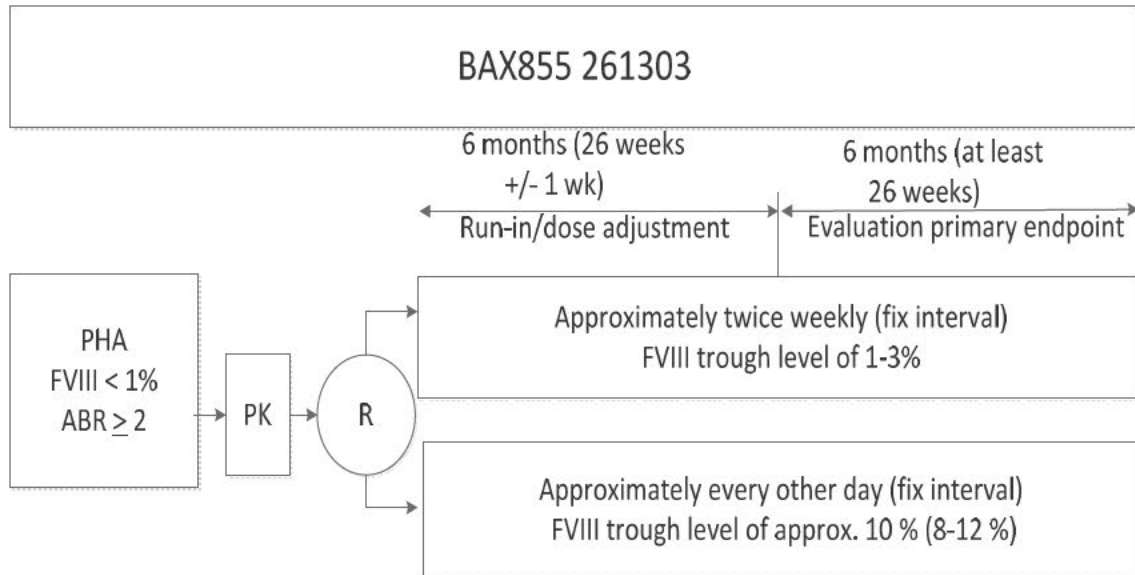 BAX855 261303
6 months (26 weeks
+/- 1 wk)
Run-in/dose adjustment
6 months (at least
26 weeks)
Evaluation primary endpoint
PHA
FVIII < 1%
ABR ≥ 2
PK
R
Approximately twice weekly (fix interval)
FVIII trough level of 1-3%
Approximately every other day (fix interval)
FVIII trough level of approx. 10 % (8-12 %)